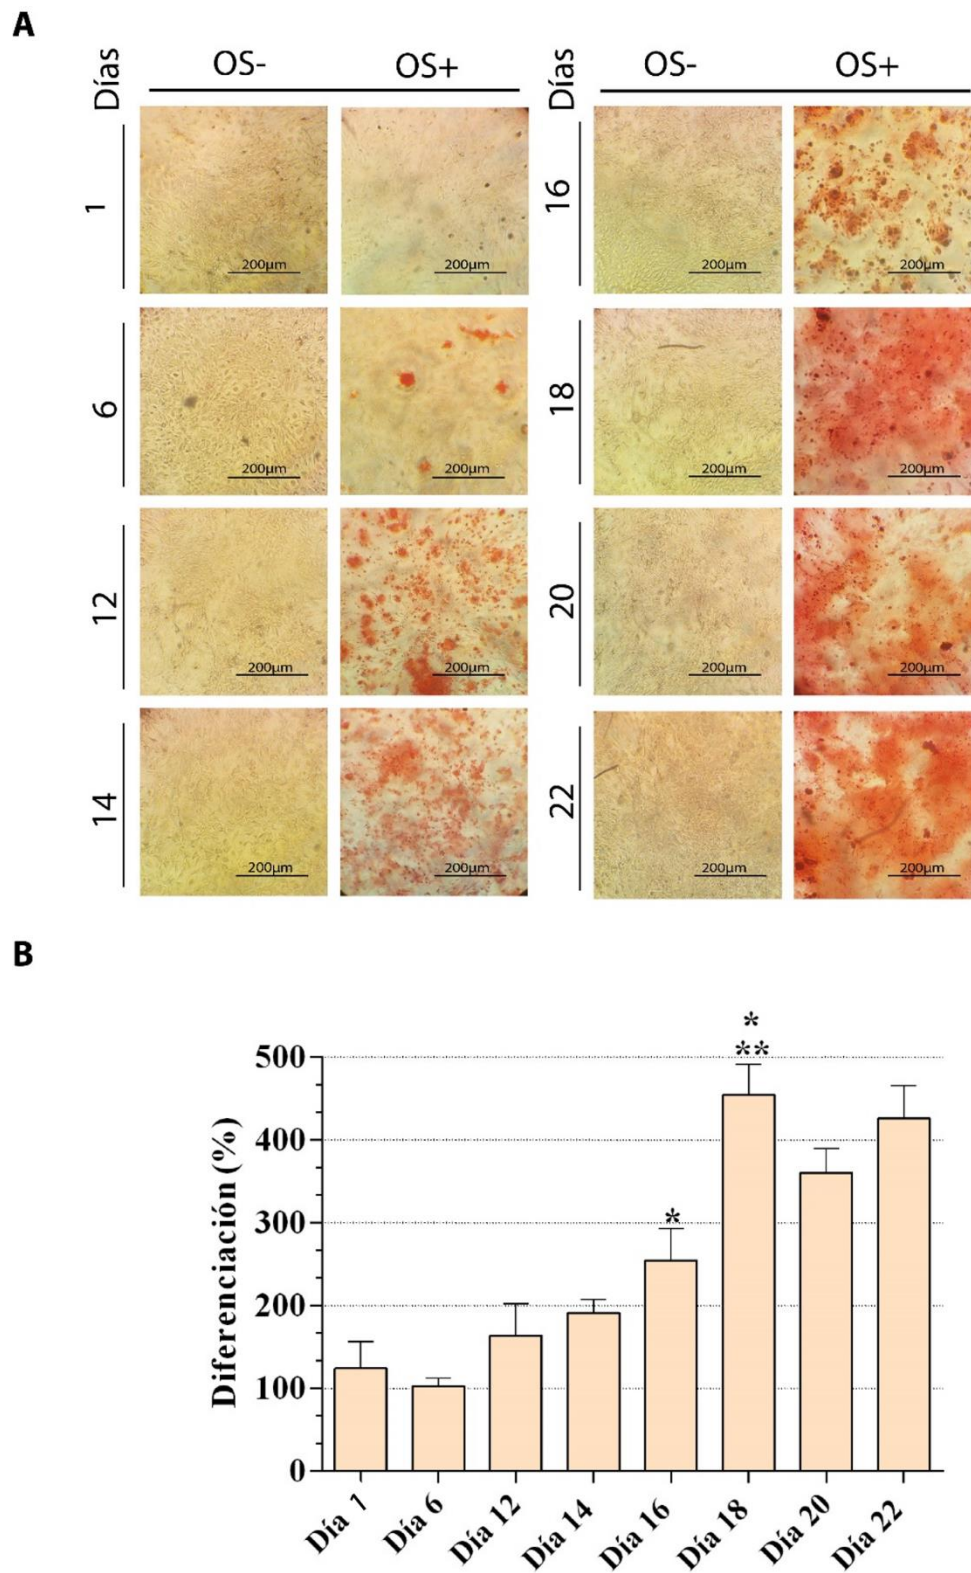 A
Días OS- OS+ Días OS- OS+
1 200µm 200µm 16 200µm 200µm
6 200µm 200µm 18 200µm 200µm
12 200µm 200µm 20 200µm 200µm
14 200µm 200µm 22 200µm 200µm
B
Diferenciación (%)
*
**
500
400
300
*
200
100
0
Día 1 Día 6 Día 12 Día 14 Día 16 Día 18 Día 20 Día 22